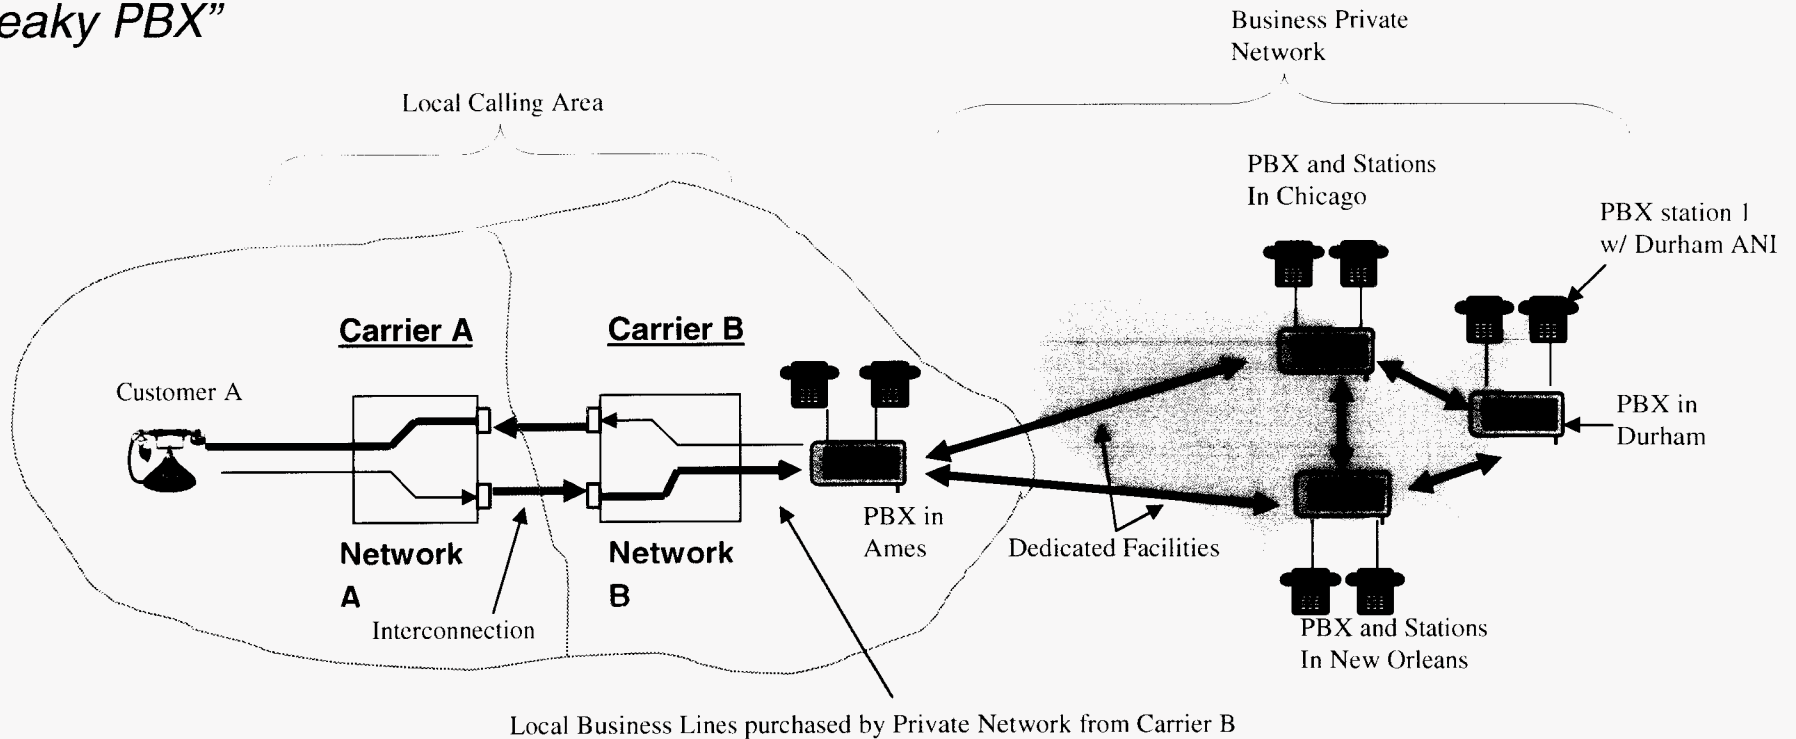 eaky PBX”
Business Private
Network
Local Calling Area
PBX and Stations
In Chicago
PBX station 1
w/ Durham ANI
Carrier A
Carrier B
Customer A
PBX in
Durham
PBX in
Ames
Dedicated Facilities
Network
A
Network
B
Interconnection
PBX and Stations
In New Orleans
Local Business Lines purchased by Private Network from Carrier B